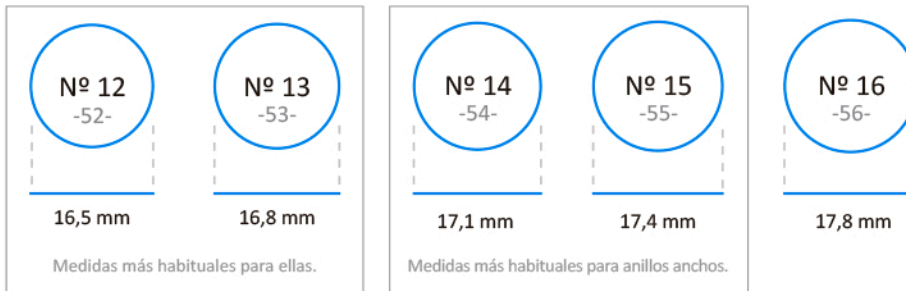 Nº 12
-52-
16,5 mm
Nº 13
-53-
16,8 mm
Medidas más habituales para ellas.
Nº 14
-54-
17,1 mm
Nº 15
-55-
17,4 mm
Medidas más habituales para anillos anchos.
Nº 16
-56-
17,8 mm